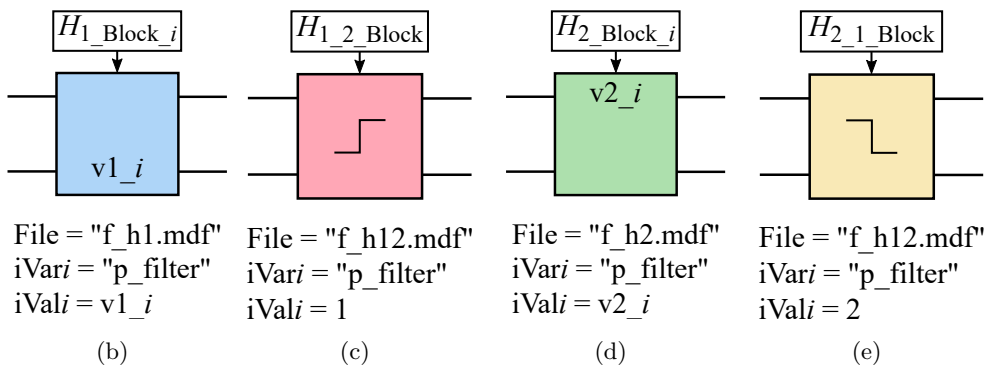 H1_Block_i
v1_i
File = "f_h1.mdf"
iVari = "p_filter"
iVali = v1_i
(b)
H1_2_Block
File = "f_h12.mdf"
iVari = "p_filter"
iVali = 1
(c)
H2_Block_i
v2_i
File = "f_h2.mdf"
iVari = "p_filter"
iVali = v2_i
(d)
H2_1_Block
File = "f_h12.mdf"
iVari = "p_filter"
iVali = 2
(e)